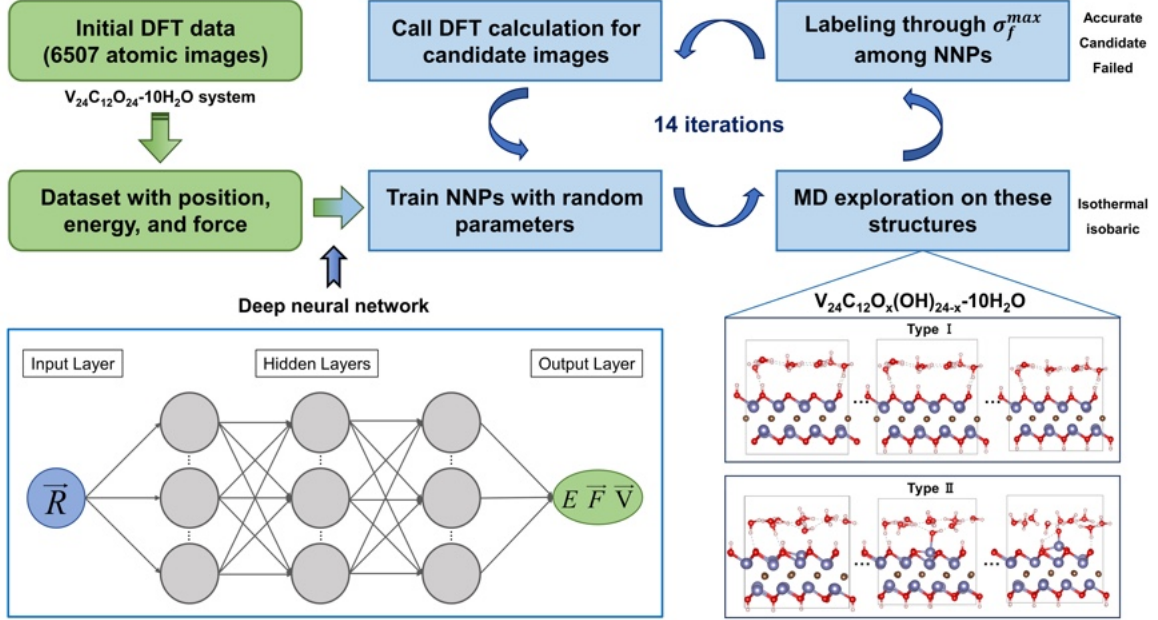 Initial DFT data
(6507 atomic images)
V₂₄C₁₂O₂₄-10H₂O system
Dataset with position,
energy, and force
Call DFT calculation for
candidate images
Labeling through σ_f^max
among NNPs
Accurate
Candidate
Failed
14 iterations
Train NNPs with random
parameters
MD exploration on these
structures
Isothermal
isobaric
Deep neural network
Input Layer
Hidden Layers
Output Layer
R⃗
E F⃗ V⃗
V₂₄C₁₂Oₓ(OH)₂₄₋ₓ-10H₂O
Type Ⅰ
... ...
Type Ⅱ
... ...